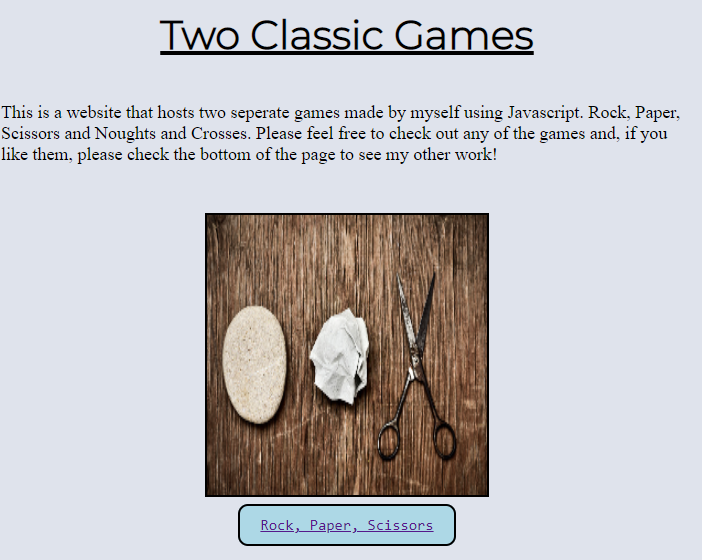 Two Classic Games
This is a website that hosts two seperate games made by myself using Javascript. Rock, Paper,
Scissors and Noughts and Crosses. Please feel free to check out any of the games and, if you
like them, please check the bottom of the page to see my other work!
Rock, Paper, Scissors